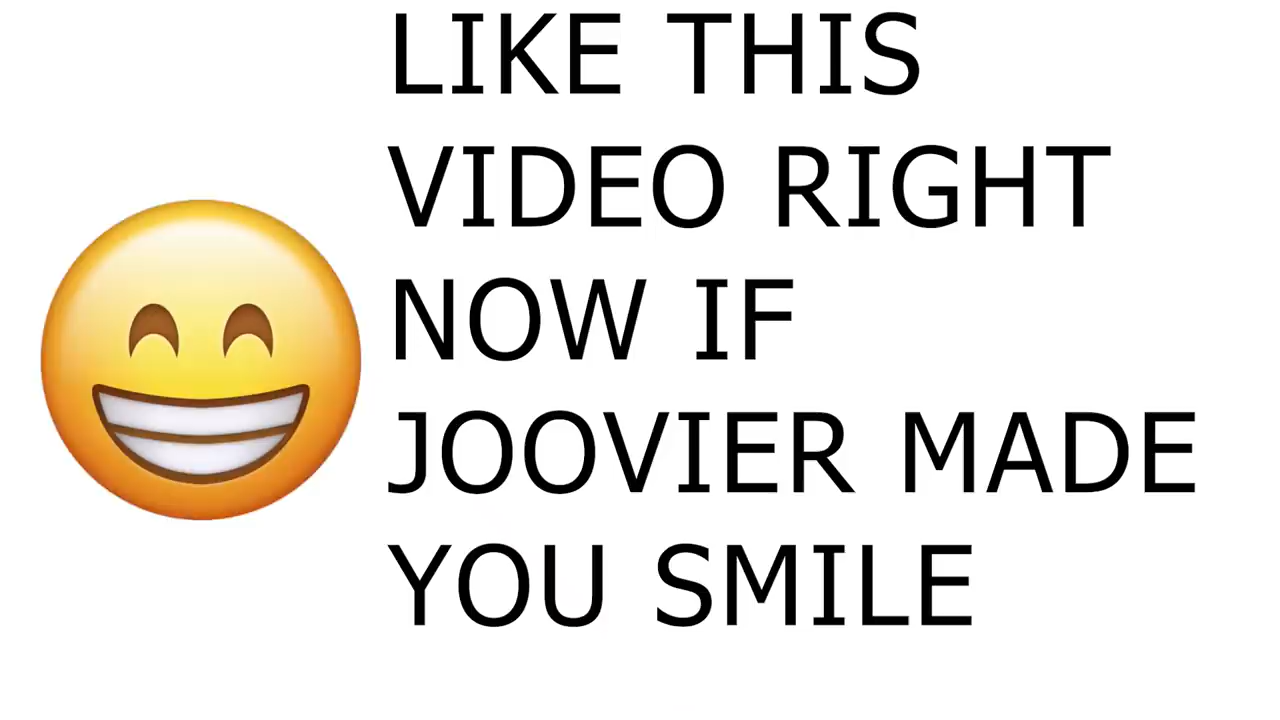 LIKE THIS
VIDEO RIGHT
NOW IF
JOOVIER MADE
YOU SMILE